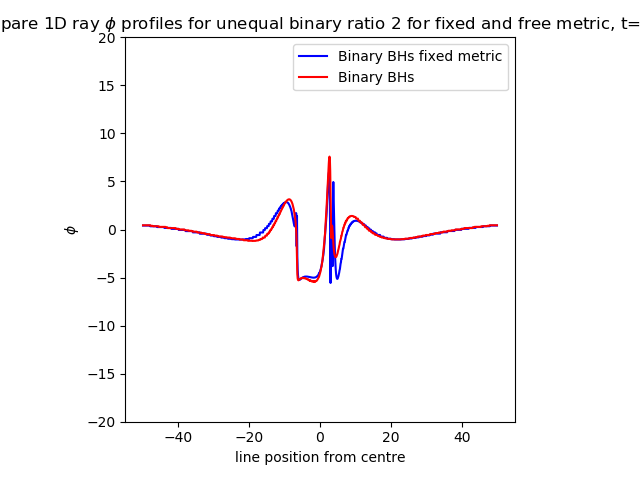 pare 1D ray ϕ profiles for unequal binary ratio 2 for fixed and free metric, t=
20
15
10
5
0
−5
−10
−15
−20
ϕ
Binary BHs fixed metric
Binary BHs
−40 −20 0 20 40
line position from centre